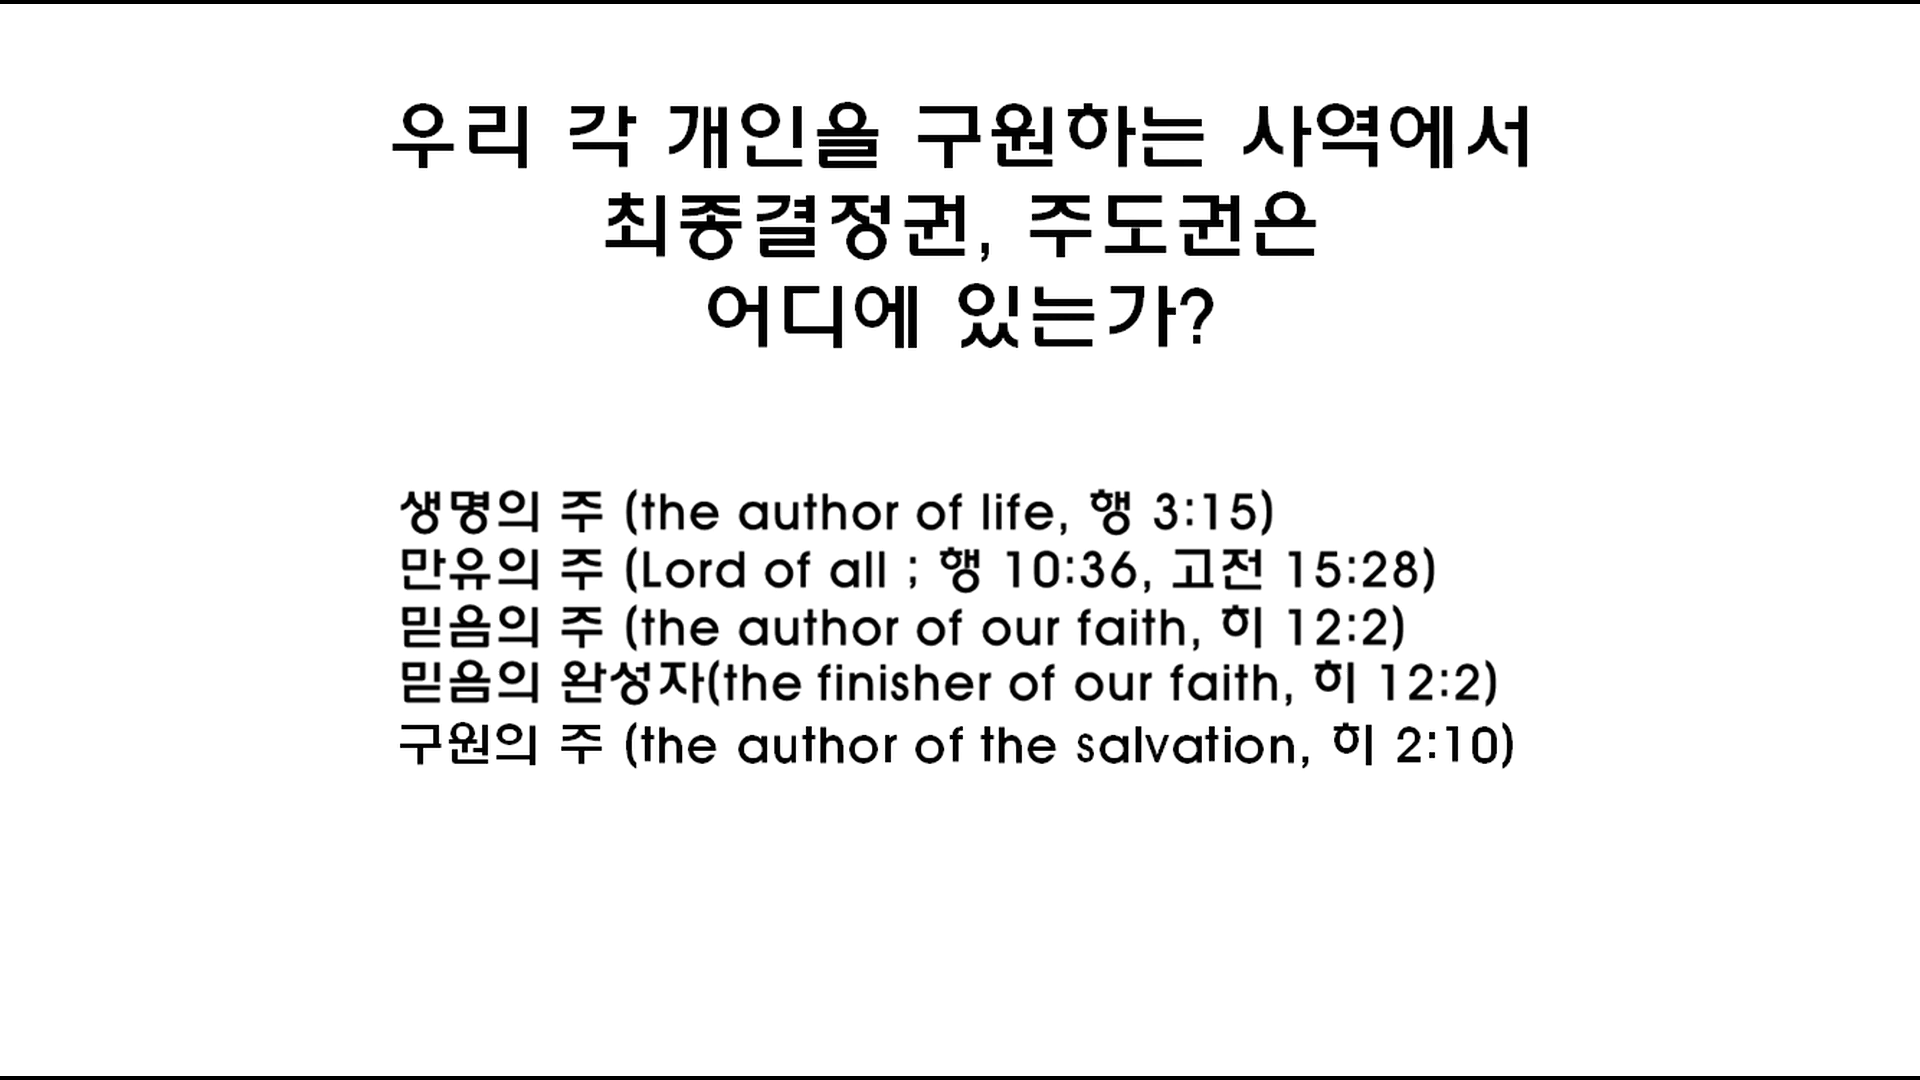 우리 각 개인을 구원하는 사역에서
최종결정권, 주도권은
어디에 있는가?
생명의 주 (the author of life, 행 3:15)
만유의 주 (Lord of all ; 행 10:36, 고전 15:28)
믿음의 주 (the author of our faith, 히 12:2)
믿음의 완성자(the finisher of our faith, 히 12:2)
구원의 주 (the author of the salvation, 히 2:10)